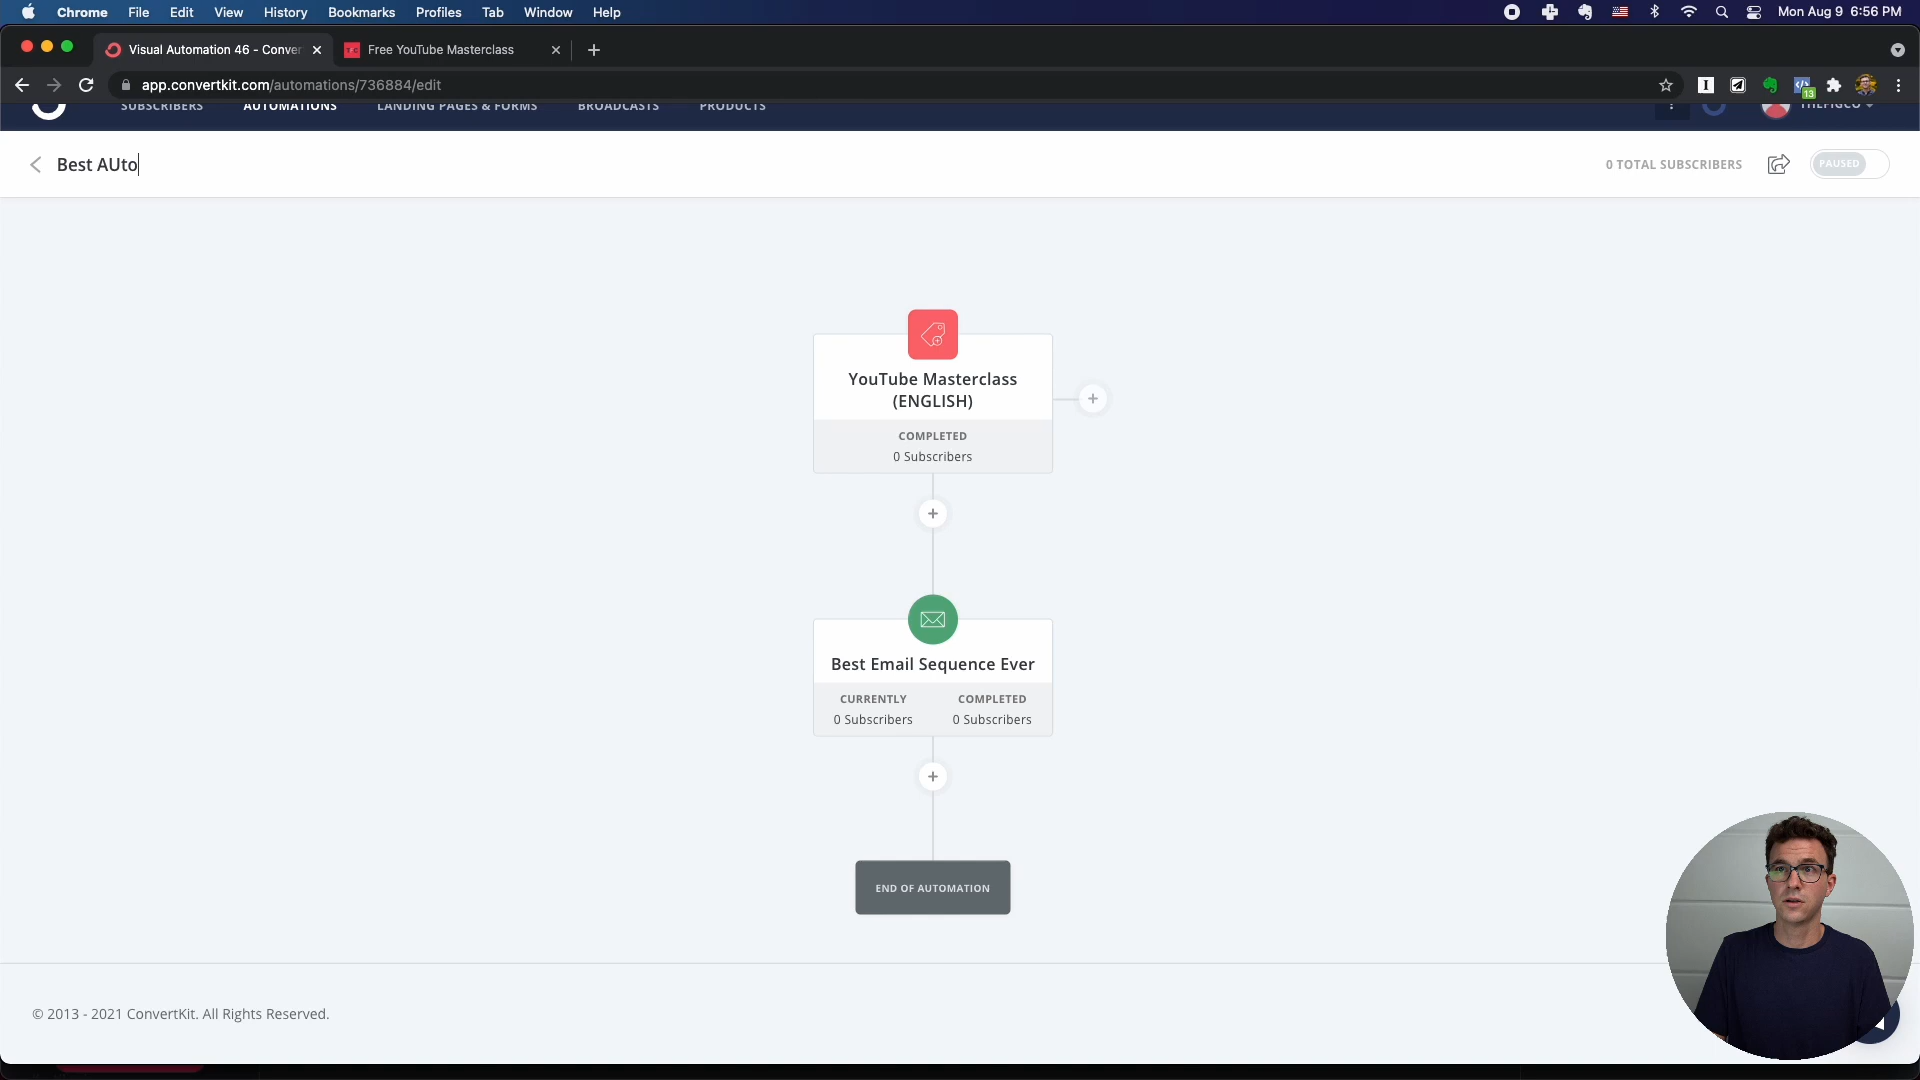 Chrome File Edit View History Bookmarks Profiles Tab Window Help Mon Aug 9 6:56 PM
Visual Automation 46 - Conver Free YouTube Masterclass
app.convertkit.com/automations/736884/edit 13
SUBSCRIBERS AUTOMATIONS LANDING PAGES & FORMS BROADCASTS PRODUCTS THEFIGCO
Best AUto 0 TOTAL SUBSCRIBERS PAUSED
YouTube Masterclass
(ENGLISH)
COMPLETED
0 Subscribers
Best Email Sequence Ever
CURRENTLY COMPLETED
0 Subscribers 0 Subscribers
END OF AUTOMATION
© 2013 - 2021 ConvertKit. All Rights Reserved.